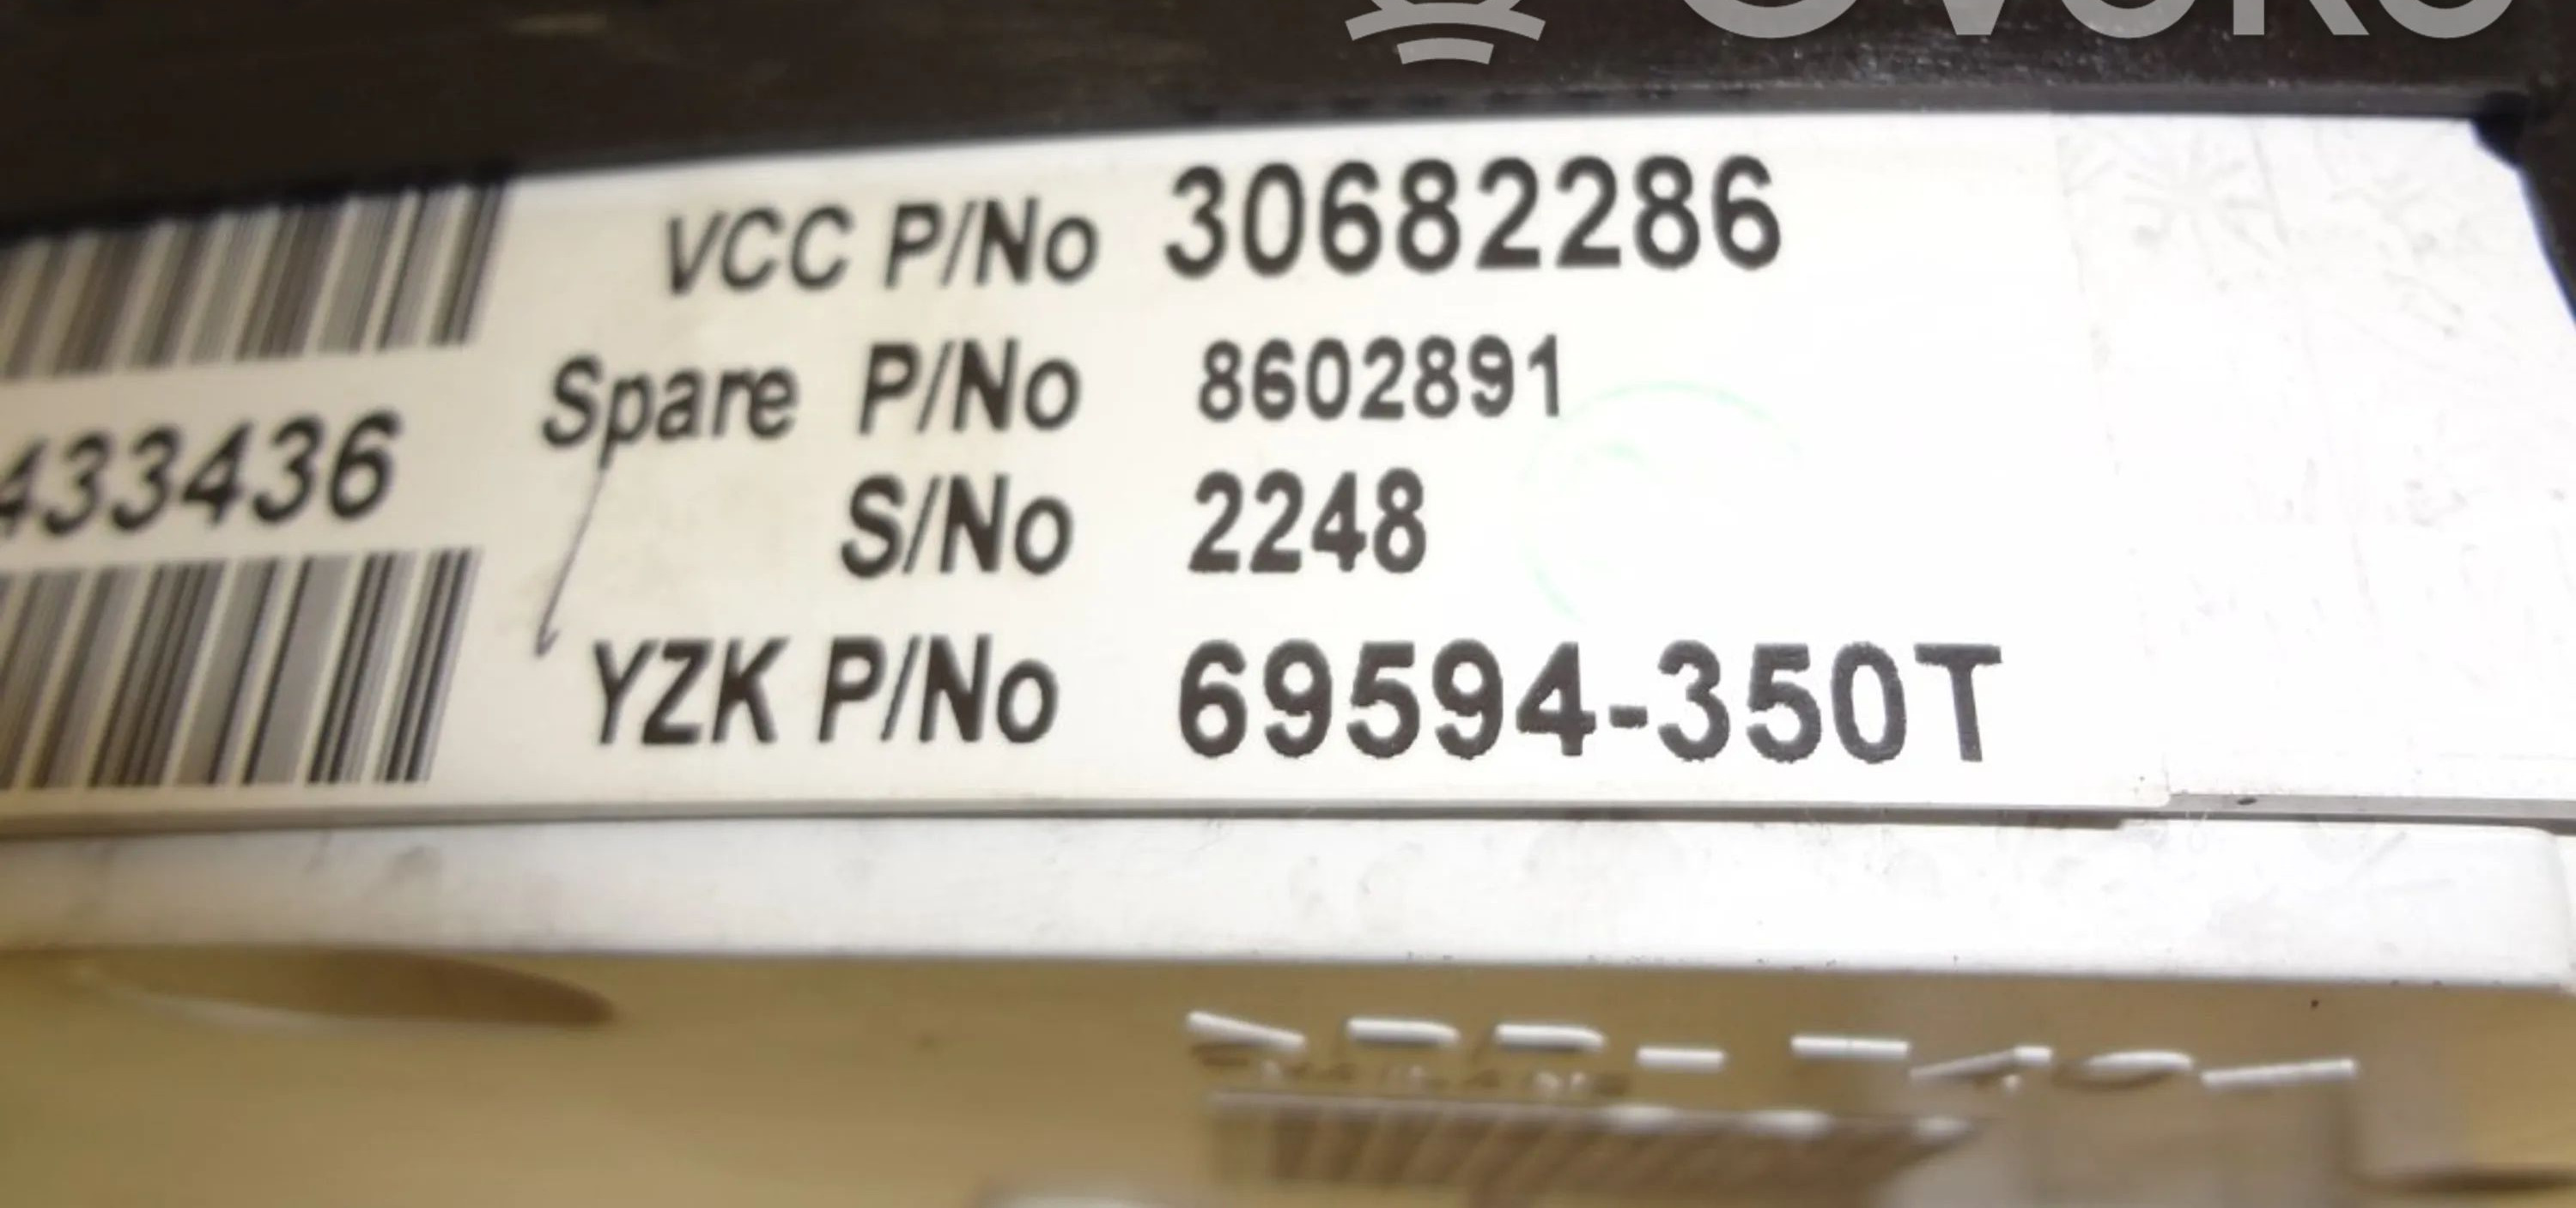 VCC P/No 30682286
Spare P/No 8602891
433436
S/No 2248
YZK P/No 69594-350T